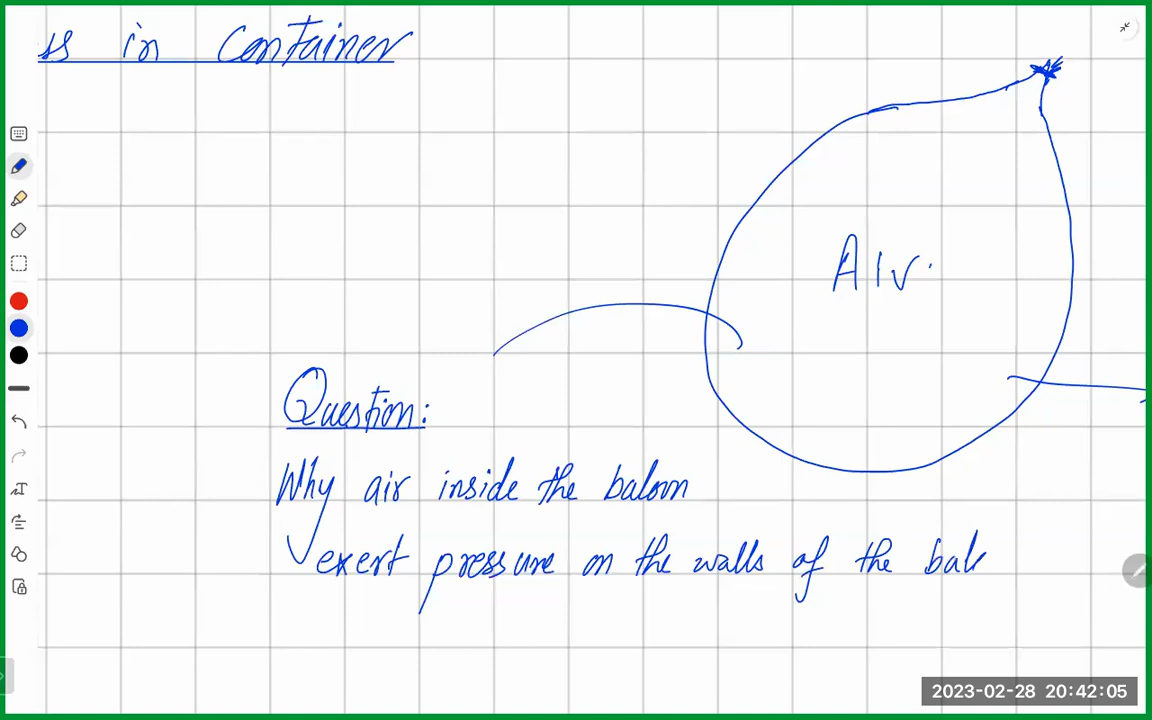 ss in Container
Air.
Question:
Why air inside the baloon
exert pressure on the walls of the bal
2023-02-28 20:42:05